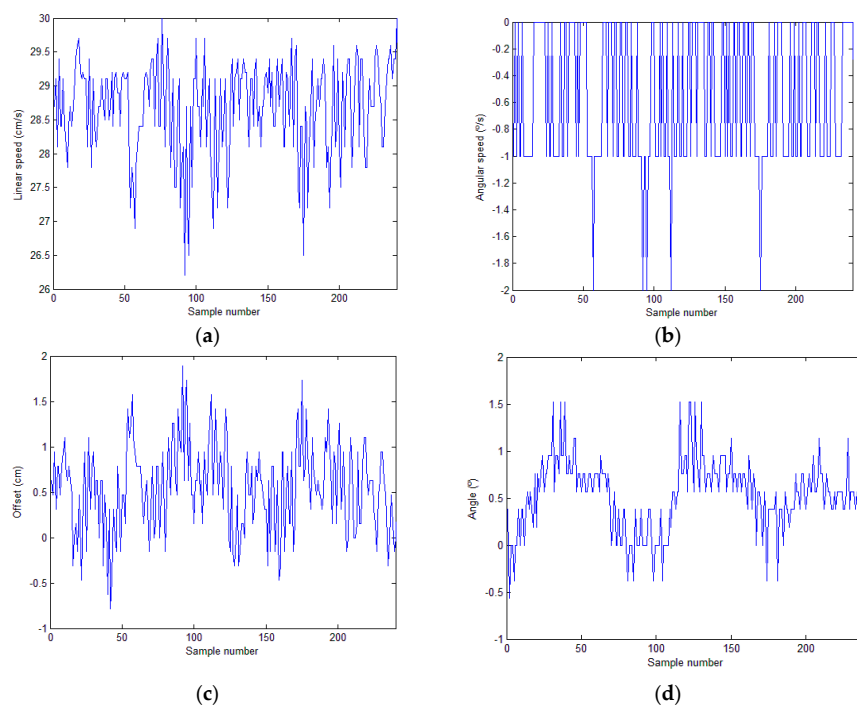 30
29.5
29
28.5
28
27.5
27
26.5
26
Linear speed (cm/s)
0 50 100 150 200
Sample number
(a)
0
-0.2
-0.4
-0.6
-0.8
-1
-1.2
-1.4
-1.6
-1.8
-2
Angular speed (º/s)
0 50 100 150 200
Sample number
(b)
2
1.5
1
0.5
0
-0.5
-1
Offset (cm)
0 50 100 150 200
Sample number
(c)
2
1.5
1
0.5
0
0.5
-1
Angle (º)
0 50 100 150 200
Sample number
(d)